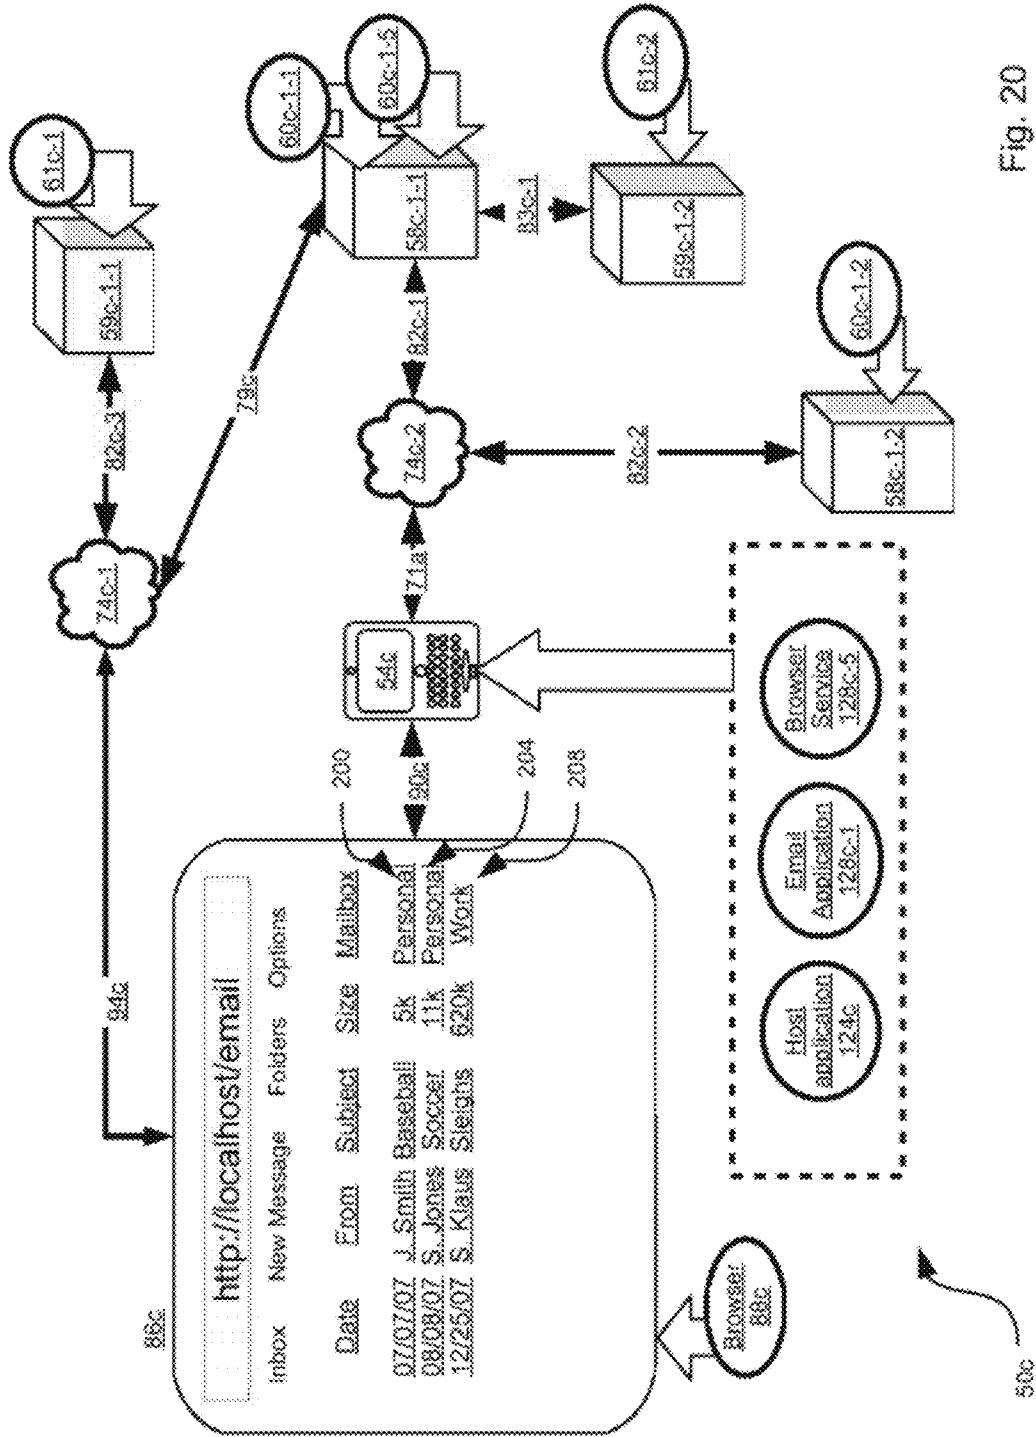 86c
94c
http://localhost/email
Inbox New Message Folders Options
Date From Subject Size Mailbox
07/07/07 J. Smith Baseball 5k Personal
08/08/07 S. Jones Soccer 11k Personal
12/25/07 S. Klaus Sleighs 620k Work
200
204
208
Browser
88c
90c
54c
71a
74c-1
82c-3
59c-1-1
61c-1
79c
74c-2
82c-1
58c-1-1
60c-1-1
60c-1-5
83c-1
59c-1-2
61c-2
82c-2
58c-1-2
60c-1-2
Host
application
124c
Email
Application
128c-1
Browser
Service
128c-5
50c
Fig. 20